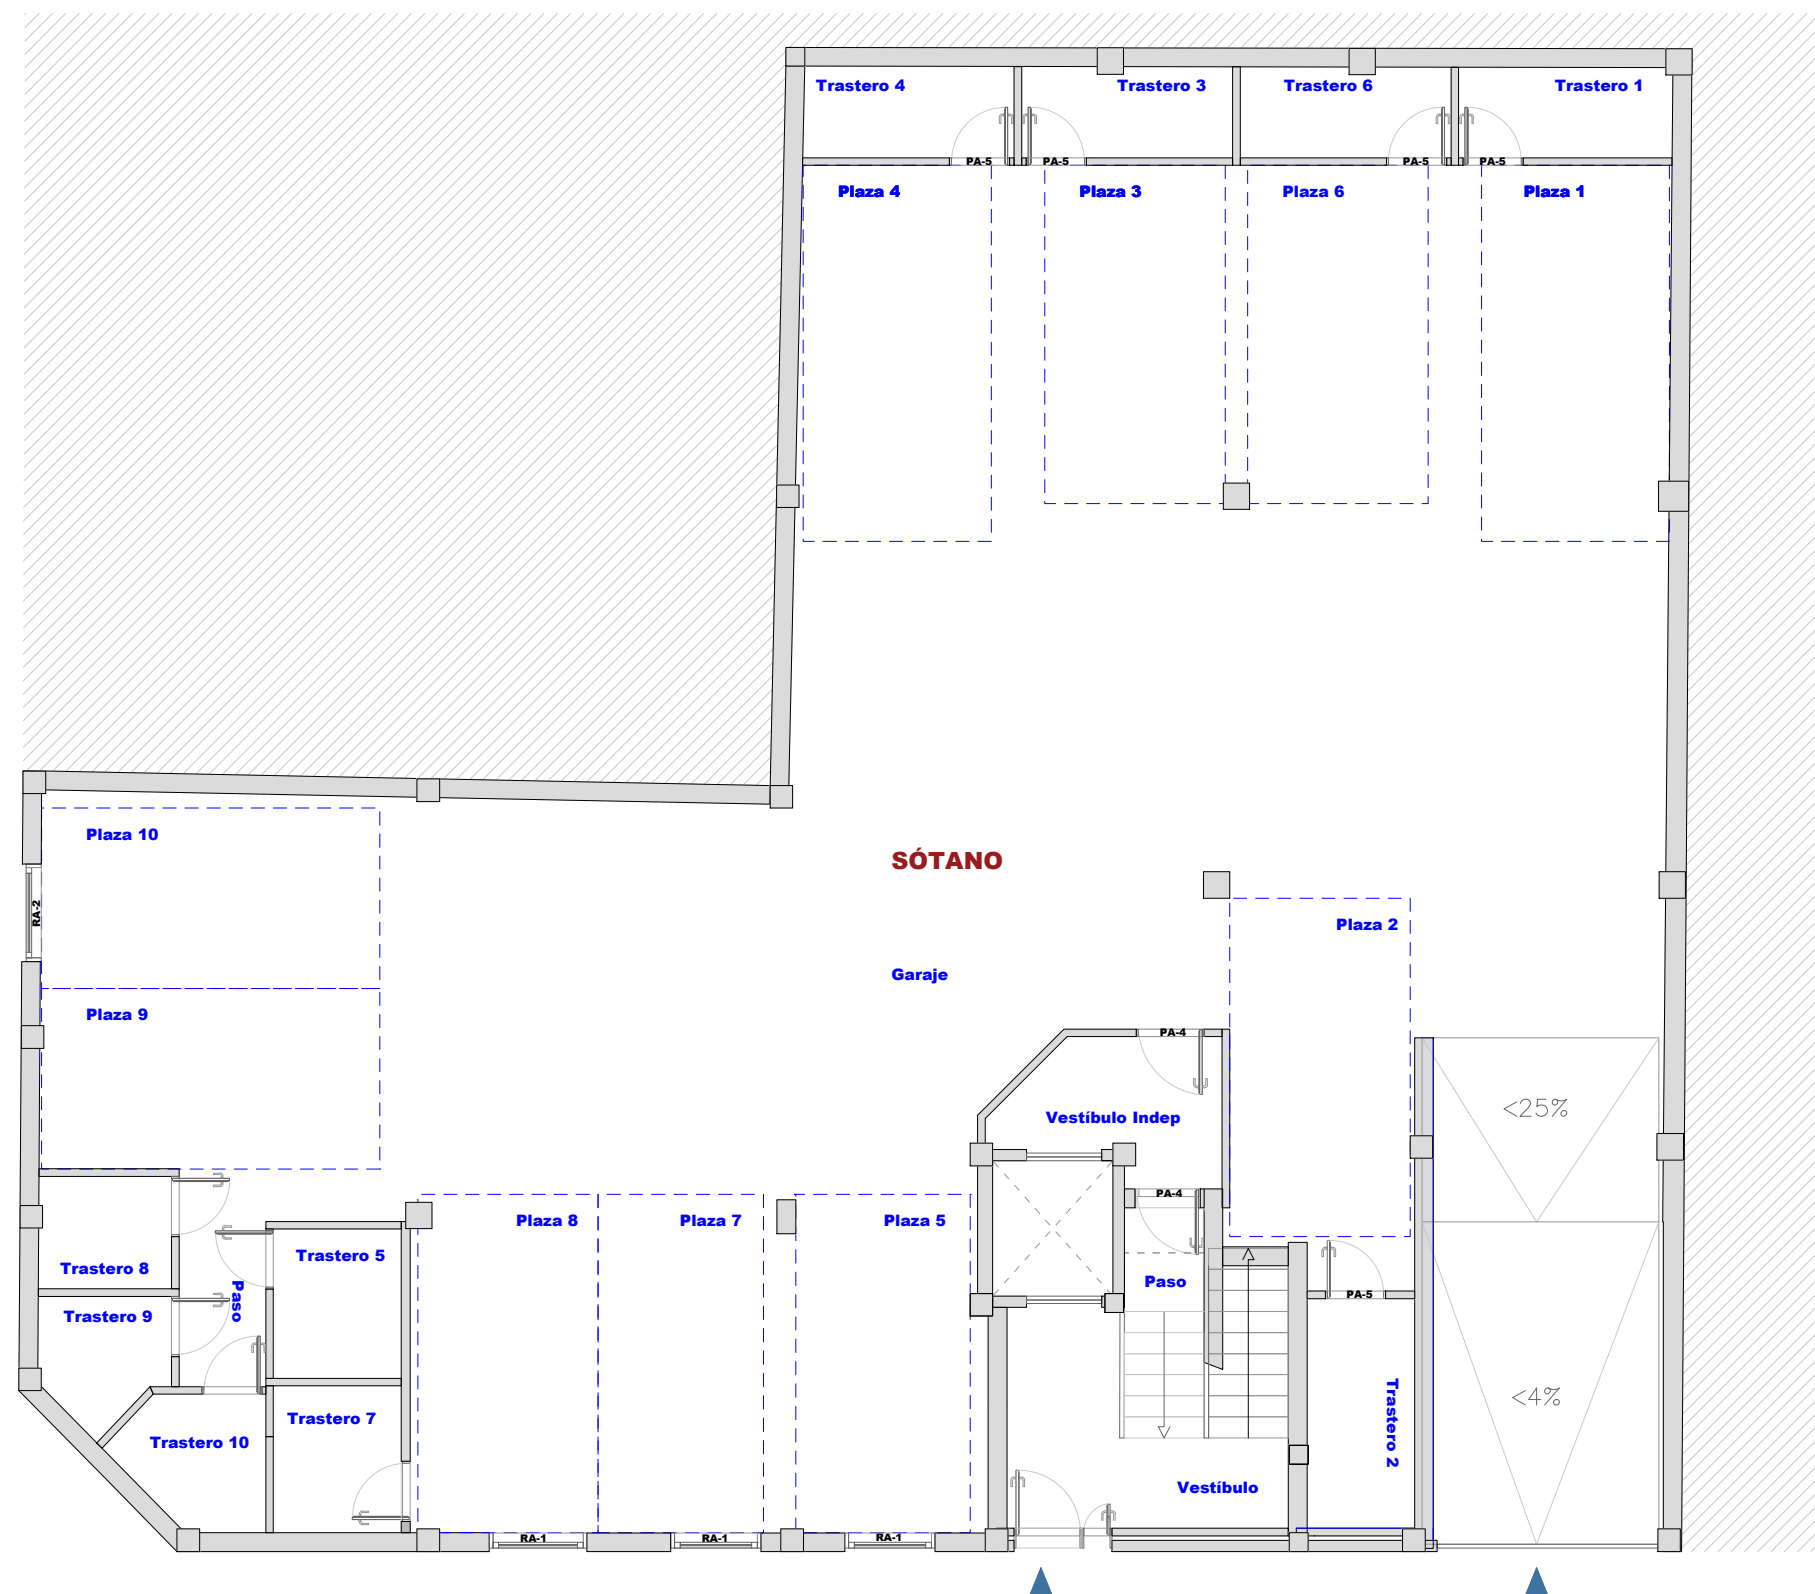 Trastero 4
Trastero 3
Trastero 6
Trastero 1
PA-5
PA-5
PA-5
PA-5
Plaza 4
Plaza 3
Plaza 6
Plaza 1
Plaza 10
SÓTANO
RA-2
Plaza 2
Garaje
Plaza 9
PA-4
<25%
Vestíbulo Indep
PA-4
Plaza 8
Plaza 7
Plaza 5
Trastero 5
Trastero 8
Paso
Paso
PA-5
Trastero 9
<4%
Trastero 7
Trastero 2
Trastero 10
Vestíbulo
RA-1
RA-1
RA-1